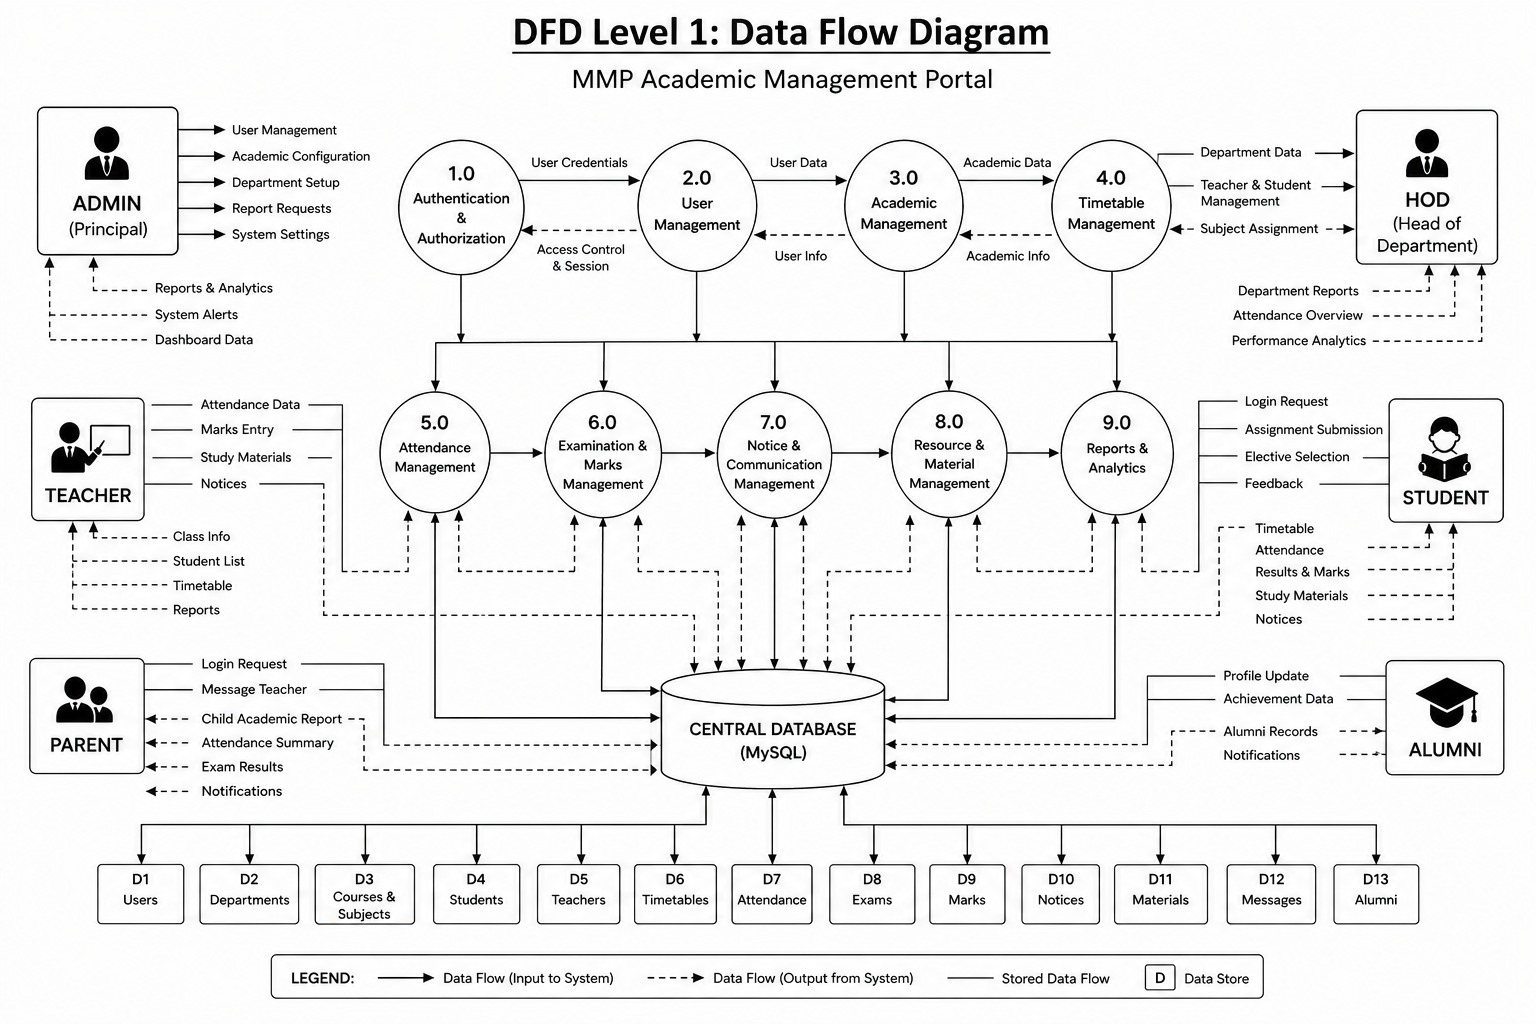 DFD Level 1: Data Flow Diagram
MMP Academic Management Portal
ADMIN
(Principal)
User Management
Academic Configuration
Department Setup
Report Requests
System Settings
Reports & Analytics
System Alerts
Dashboard Data
1.0
Authentication
&
Authorization
User Credentials
Access Control
& Session
2.0
User
Management
User Data
User Info
3.0
Academic
Management
Academic Data
Academic Info
4.0
Timetable
Management
Department Data
Teacher & Student
Management
Subject Assignment
HOD
(Head of
Department)
Department Reports
Attendance Overview
Performance Analytics
TEACHER
Attendance Data
Marks Entry
Study Materials
Notices
Class Info
Student List
Timetable
Reports
5.0
Attendance
Management
6.0
Examination &
Marks
Management
7.0
Notice &
Communication
Management
8.0
Resource &
Material
Management
9.0
Reports &
Analytics
Login Request
Assignment Submission
Elective Selection
Feedback
STUDENT
Timetable
Attendance
Results & Marks
Study Materials
Notices
PARENT
Login Request
Message Teacher
Child Academic Report
Attendance Summary
Exam Results
Notifications
CENTRAL DATABASE
(MySQL)
Profile Update
Achievement Data
Alumni Records
Notifications
ALUMNI
D1
Users
D2
Departments
D3
Courses &
Subjects
D4
Students
D5
Teachers
D6
Timetables
D7
Attendance
D8
Exams
D9
Marks
D10
Notices
D11
Materials
D12
Messages
D13
Alumni
LEGEND: Data Flow (Input to System) Data Flow (Output from System) Stored Data Flow D Data Store